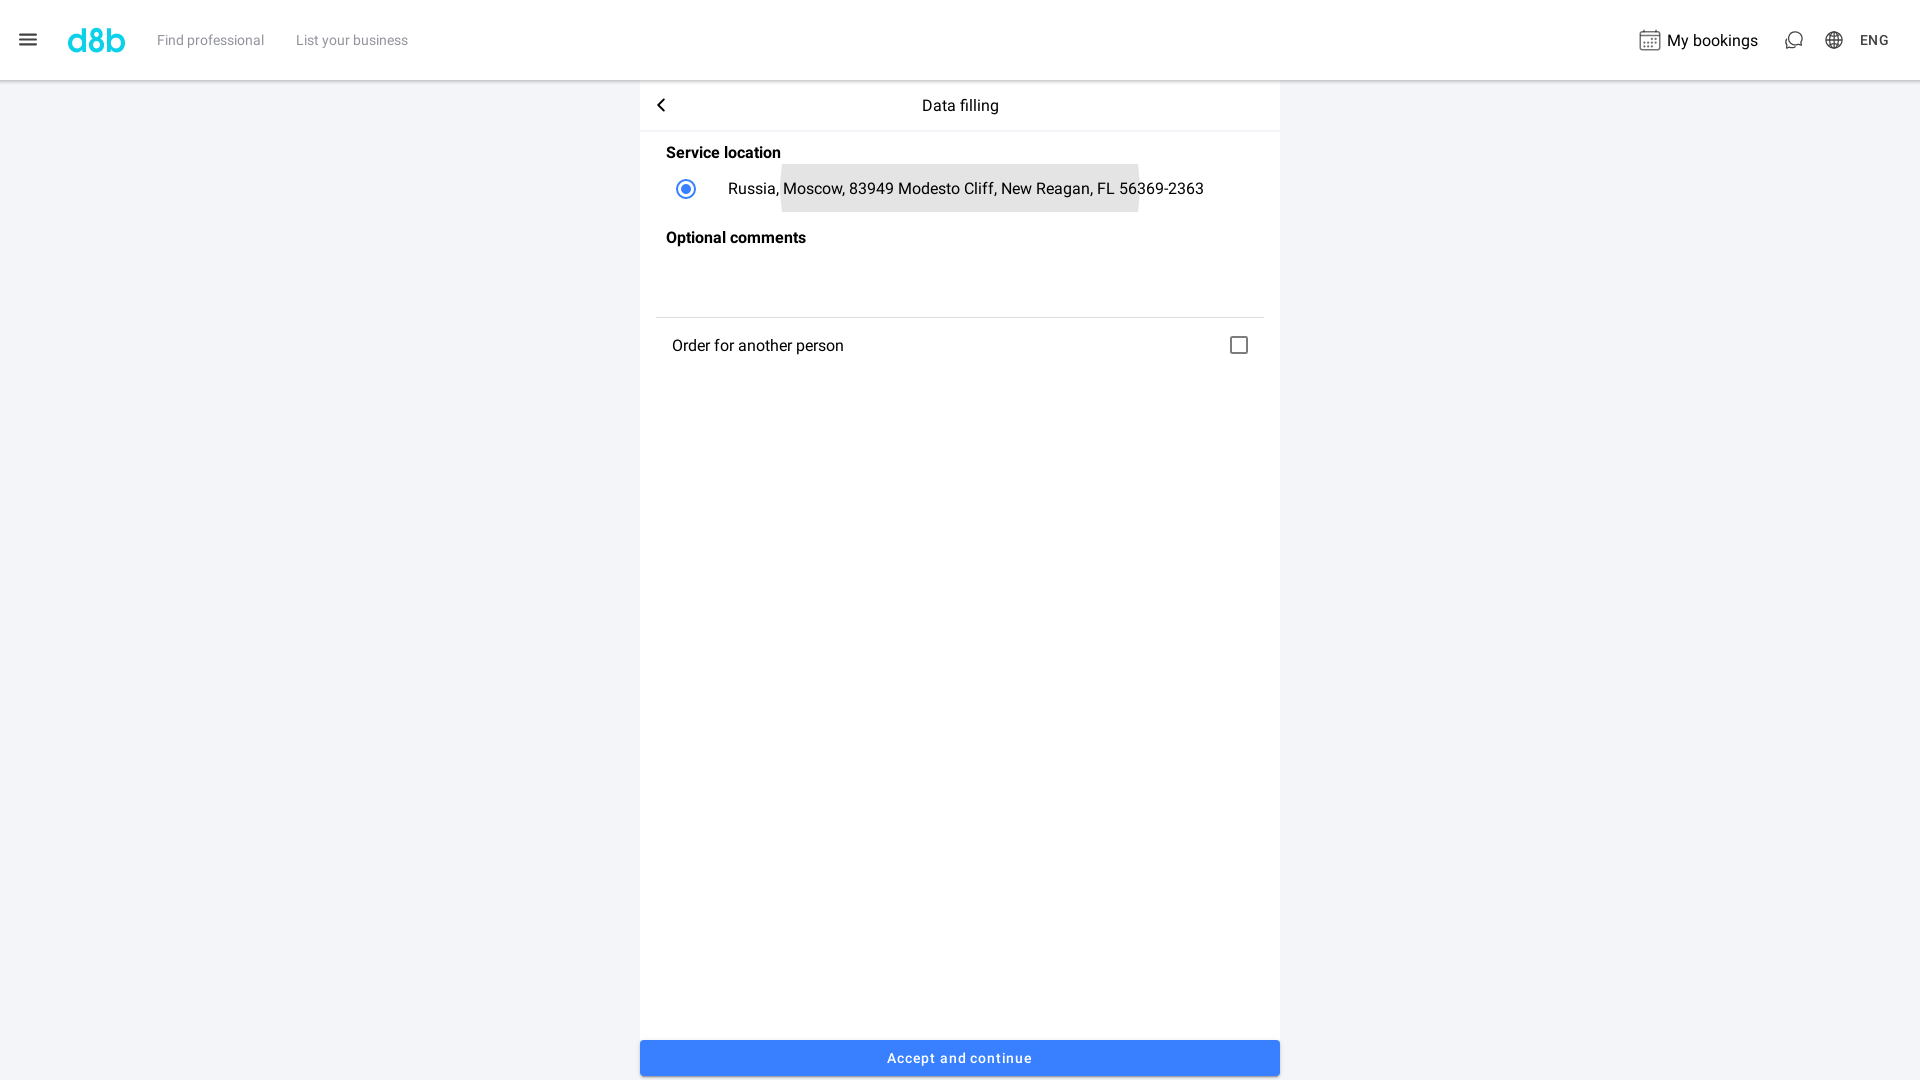 d8b
Find professional
List your business
My bookings
ENG
Data filling
Service location
Russia, Moscow, 83949 Modesto Cliff, New Reagan, FL 56369-2363
Optional comments
Order for another person
Accept and continue